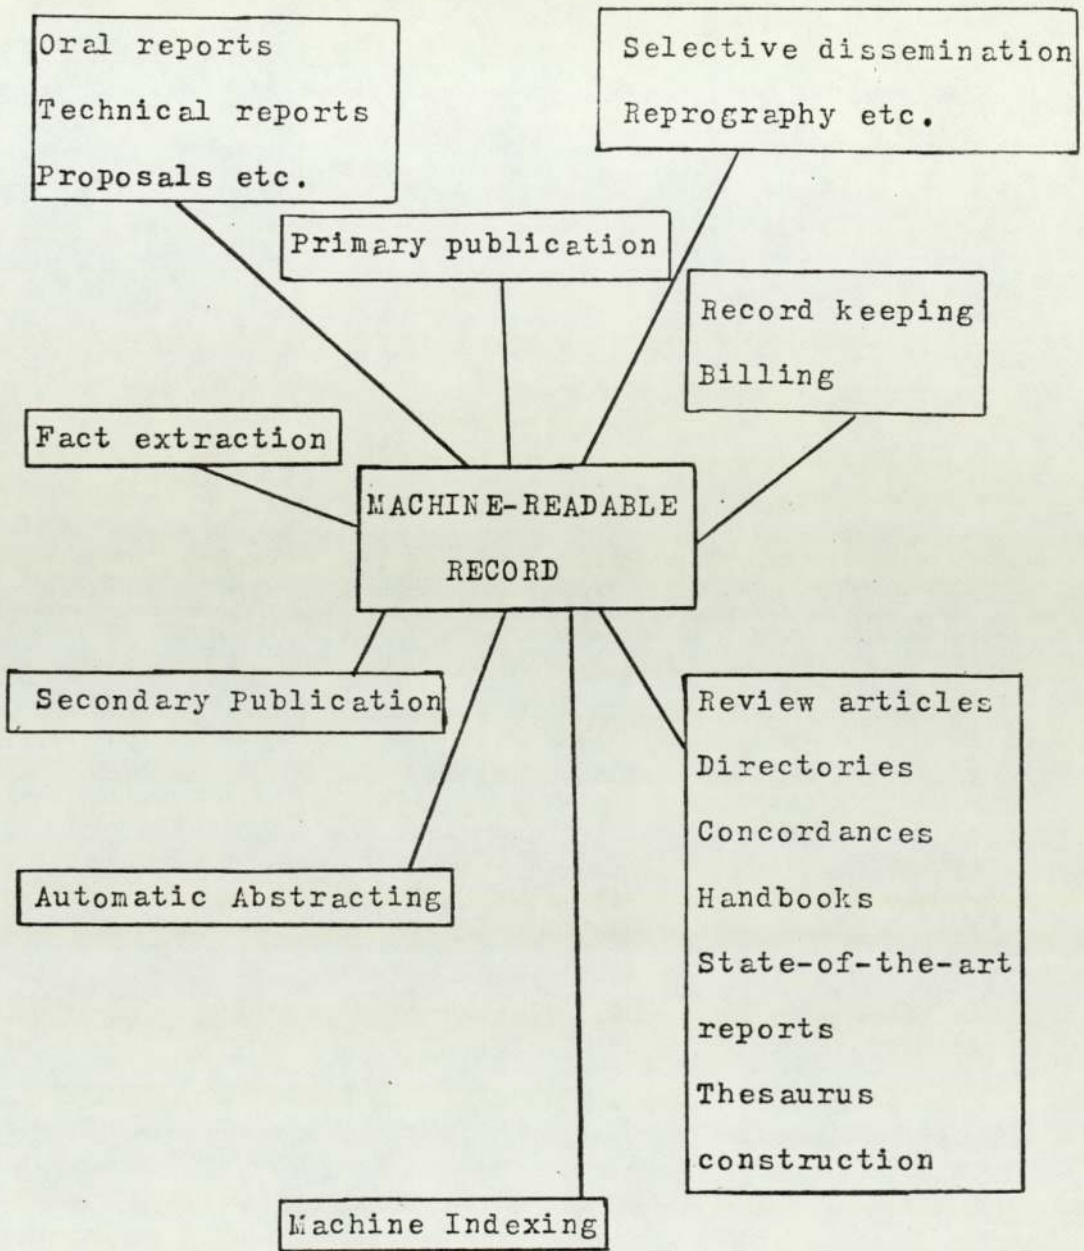 Oral reports
Technical reports
Proposals etc.
Selective dissemination
Reprography etc.
Primary publication
Record keeping
Billing
Fact extraction
MACHINE-READABLE
RECORD
Secondary Publication
Review articles
Directories
Concordances
Handbooks
State-of-the-art
reports
Thesaurus
construction
Automatic Abstracting
Machine Indexing